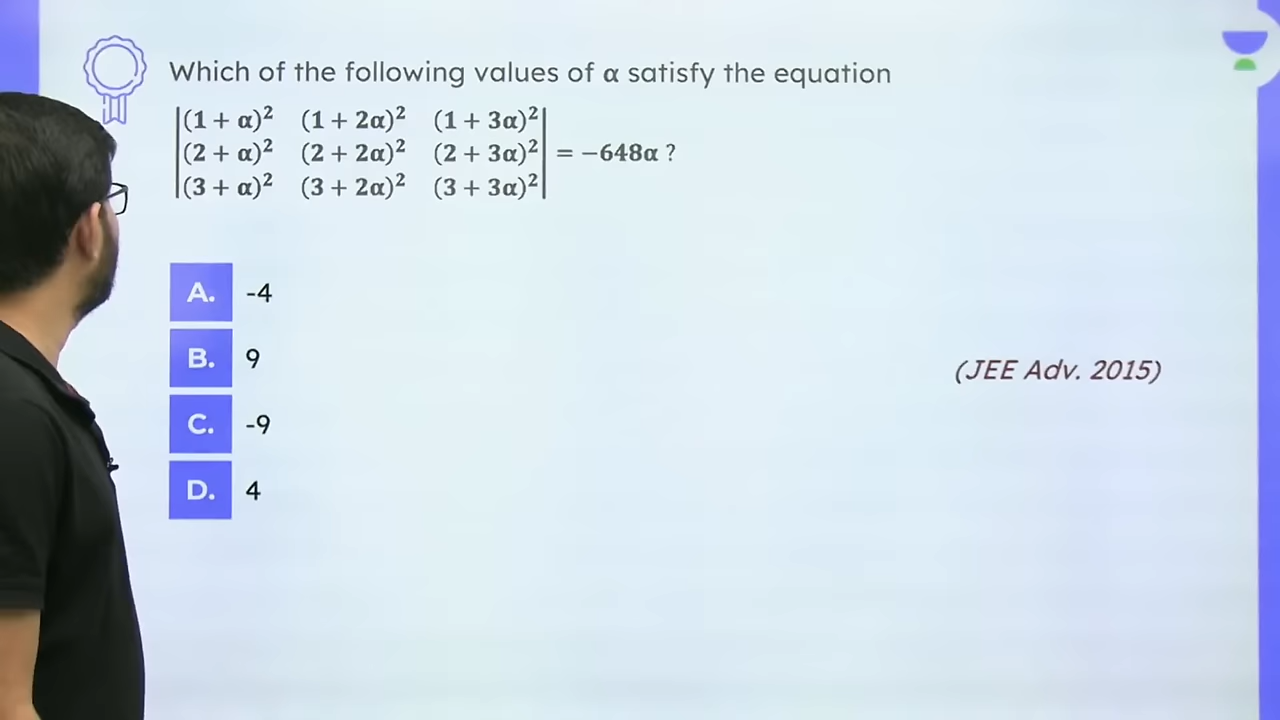 Which of the following values of α satisfy the equation
|(1 + α)² (1 + 2α)² (1 + 3α)²|
|(2 + α)² (2 + 2α)² (2 + 3α)²| = −648α ?
|(3 + α)² (3 + 2α)² (3 + 3α)²|
A. -4
B. 9
(JEE Adv. 2015)
C. -9
D. 4